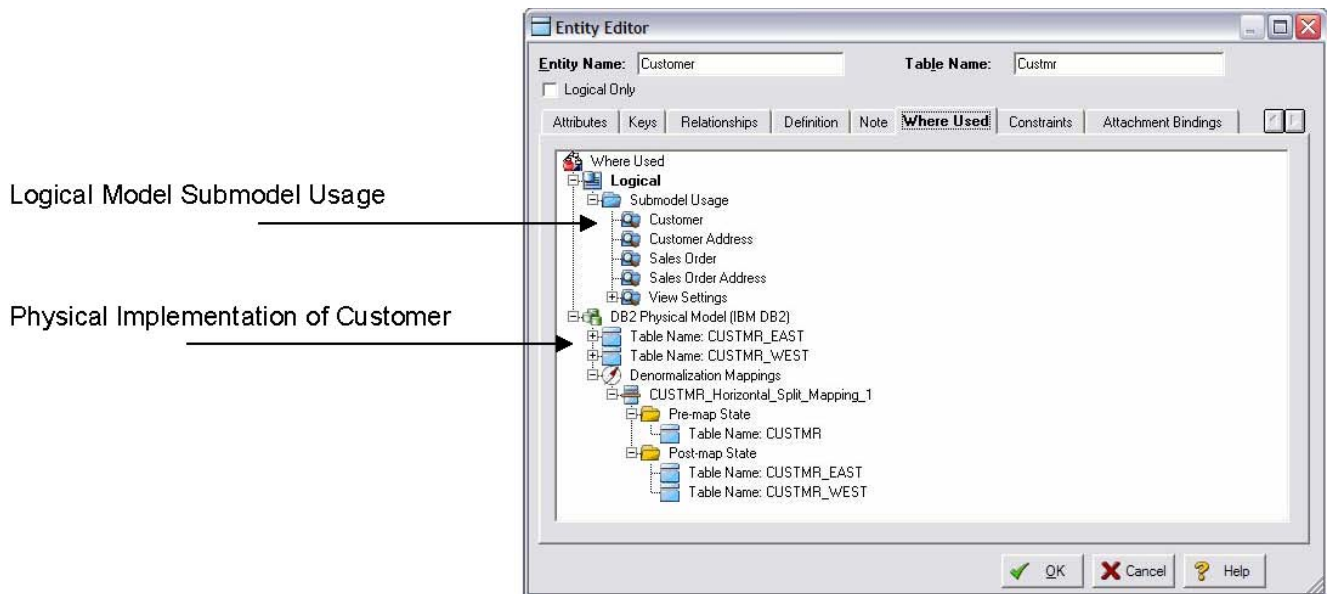 Entity Editor
Entity Name: Customer Table Name: Custmr
Logical Only
Attributes Keys Relationships Definition Note Where Used Constraints Attachment Bindings
Where Used
Logical
Logical Model Submodel Usage
Submodel Usage
Customer
Customer Address
Sales Order
Sales Order Address
View Settings
Physical Implementation of Customer
DB2 Physical Model (IBM DB2)
Table Name: CUSTMR_EAST
Table Name: CUSTMR_WEST
Denormalization Mappings
CUSTMR_Horizontal_Split_Mapping_1
Pre-map State
Table Name: CUSTMR
Post-map State
Table Name: CUSTMR_EAST
Table Name: CUSTMR_WEST
OK Cancel Help